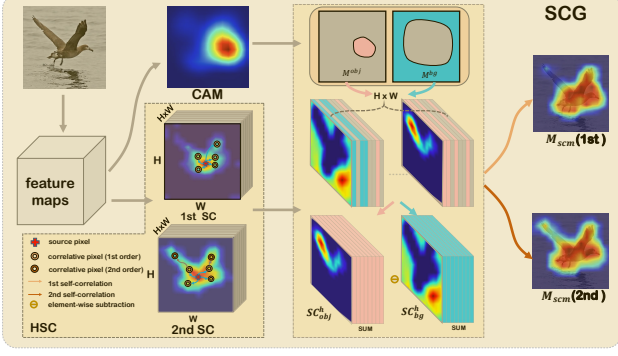 SCG
CAM
M^obj
M^bg
H x W
HxW
H
W
1st SC
M_scm(1st)
feature
maps
HxW
H
W
2nd SC
source pixel
correlative pixel (1st order)
correlative pixel (2nd order)
1st self-correlation
2nd self-correlation
element-wise subtraction
HSC
SC^h_obj
SUM
SC^h_bg
SUM
M_scm(2nd)